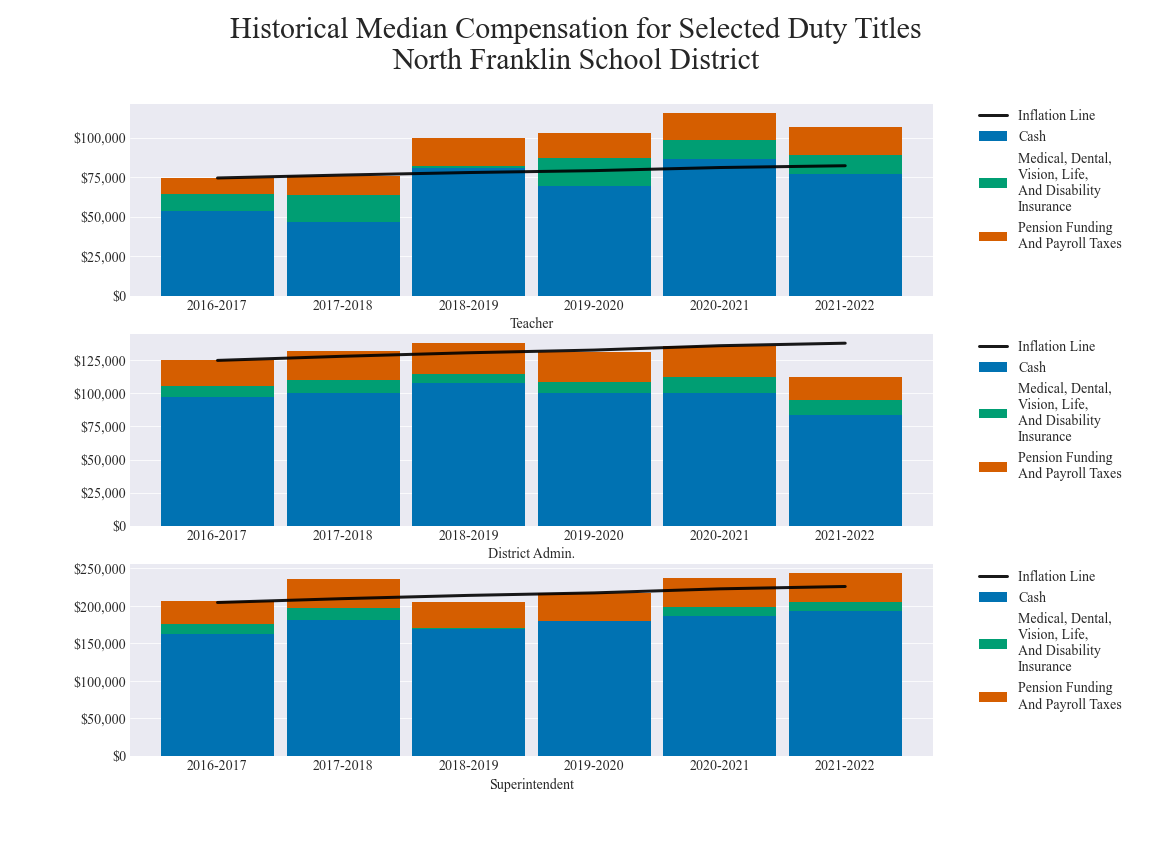 Historical Median Compensation for Selected Duty Titles
North Franklin School District
$100,000
$75,000
$50,000
$25,000
$0
2016-2017 2017-2018 2018-2019 2019-2020 2020-2021 2021-2022
Teacher
Inflation Line
Cash
Medical, Dental,
Vision, Life,
And Disability
Insurance
Pension Funding
And Payroll Taxes
$125,000
$100,000
$75,000
$50,000
$25,000
$0
2016-2017 2017-2018 2018-2019 2019-2020 2020-2021 2021-2022
District Admin.
Inflation Line
Cash
Medical, Dental,
Vision, Life,
And Disability
Insurance
Pension Funding
And Payroll Taxes
$250,000
$200,000
$150,000
$100,000
$50,000
$0
2016-2017 2017-2018 2018-2019 2019-2020 2020-2021 2021-2022
Superintendent
Inflation Line
Cash
Medical, Dental,
Vision, Life,
And Disability
Insurance
Pension Funding
And Payroll Taxes